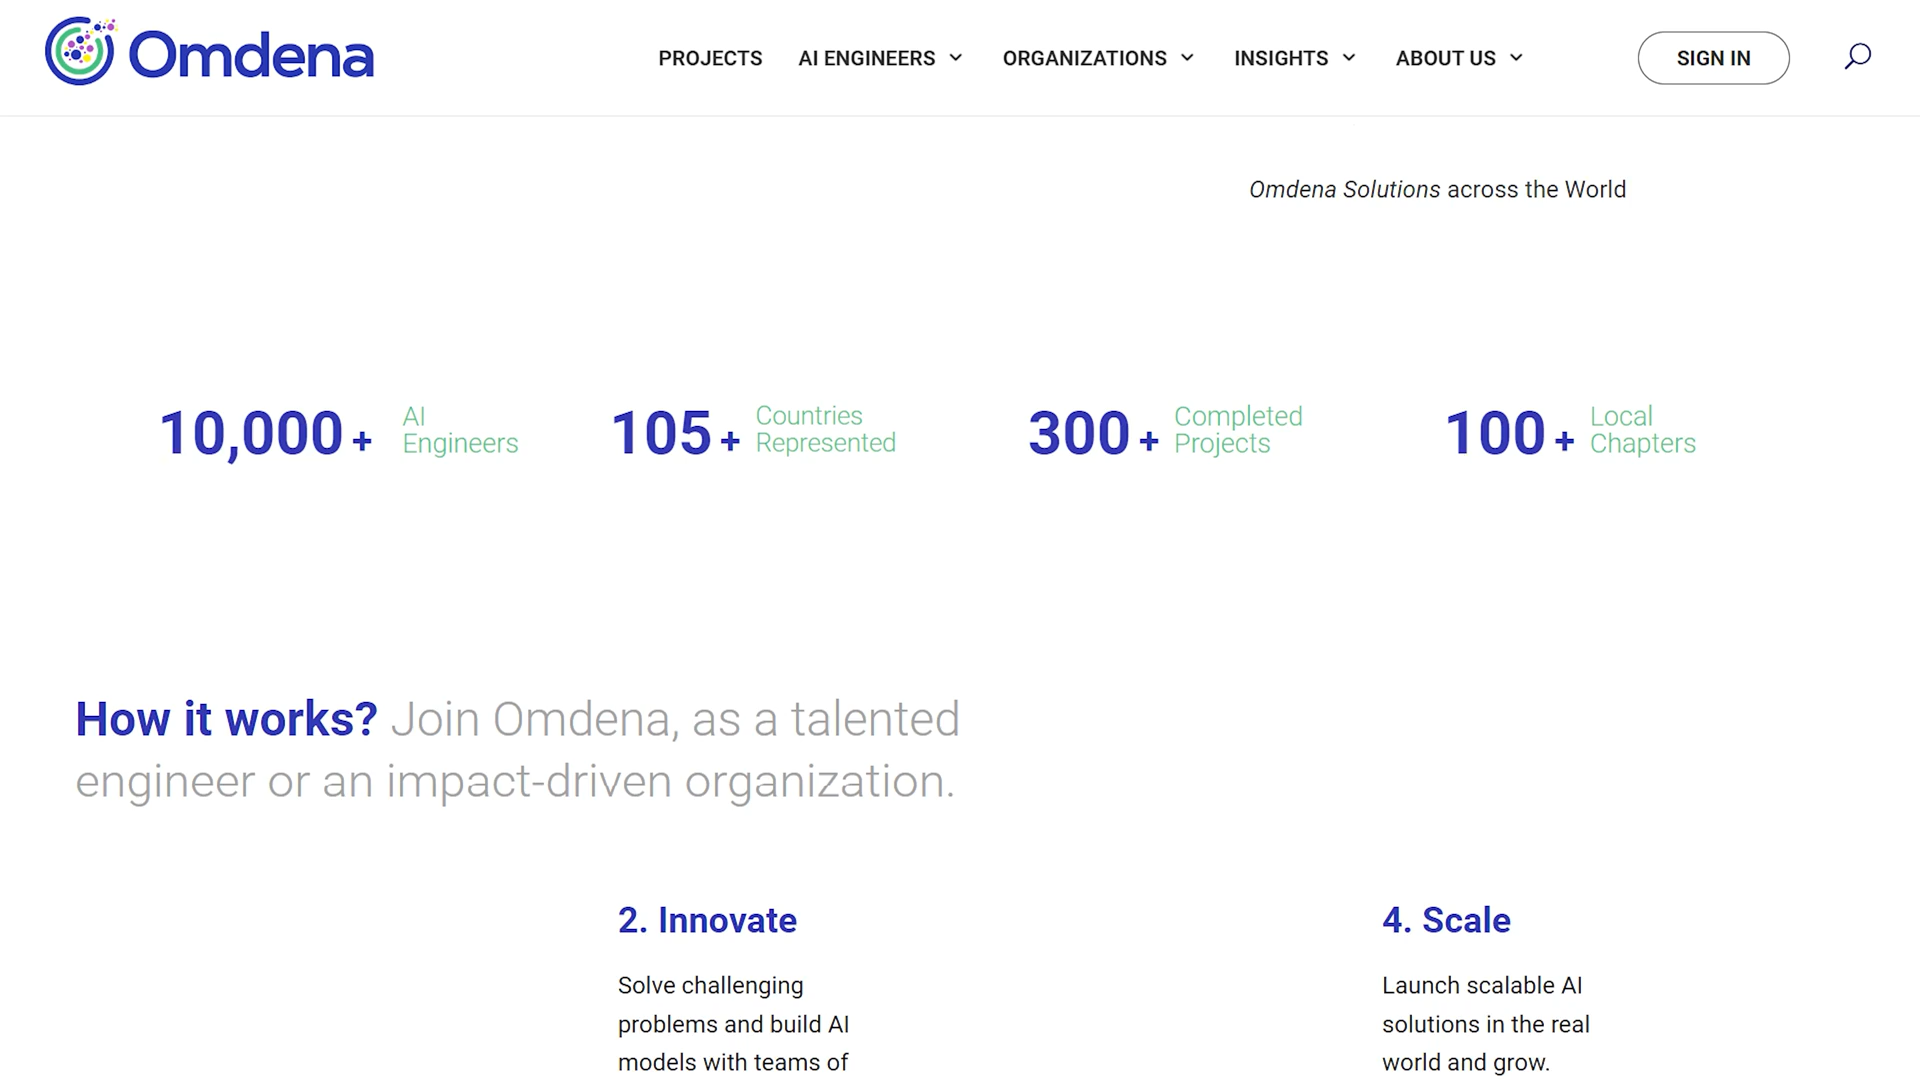 Omdena
PROJECTS
AI ENGINEERS
ORGANIZATIONS
INSIGHTS
ABOUT US
SIGN IN
Omdena Solutions across the World
10,000 +
AI
Engineers
105 +
Countries
Represented
300 +
Completed
Projects
100 +
Local
Chapters
How it works? Join Omdena, as a talented
engineer or an impact-driven organization.
2. Innovate
Solve challenging
problems and build AI
models with teams of
4. Scale
Launch scalable AI
solutions in the real
world and grow.